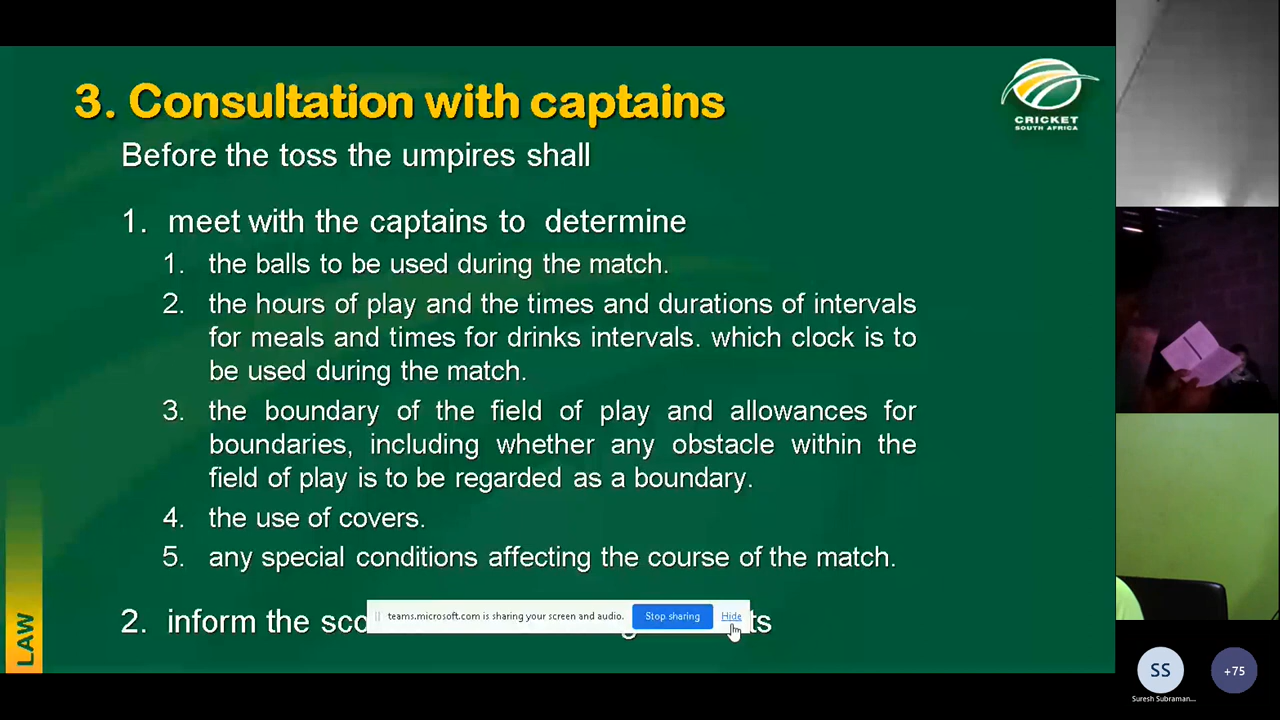 3. Consultation with captains
CRICKET
SOUTH AFRICA
Before the toss the umpires shall
1. meet with the captains to determine
1. the balls to be used during the match.
2. the hours of play and the times and durations of intervals
for meals and times for drinks intervals. which clock is to
be used during the match.
3. the boundary of the field of play and allowances for
boundaries, including whether any obstacle within the
field of play is to be regarded as a boundary.
4. the use of covers.
5. any special conditions affecting the course of the match.
2. inform the
teams.microsoft.com is sharing your screen and audio.
Stop sharing
Hide
LAW
SS
+75
Suresh Subraman...